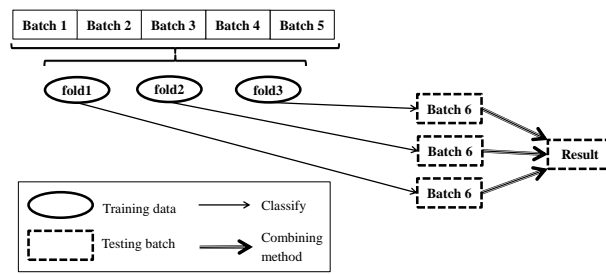 Batch 1 Batch 2 Batch 3 Batch 4 Batch 5
fold1 fold2 fold3
Batch 6
Batch 6
Batch 6
Result
Training data
Classify
Testing batch
Combining
method